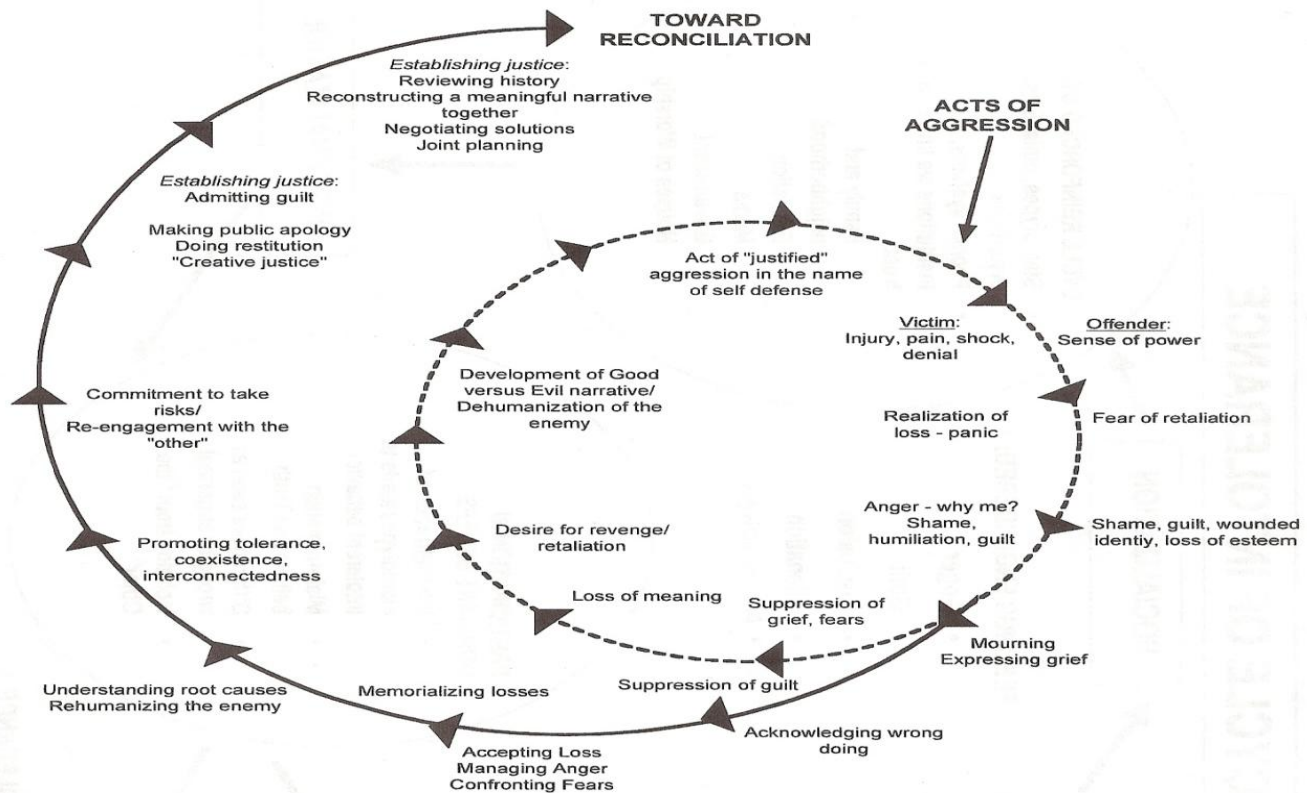 TOWARD
RECONCILIATION
Establishing justice:
Reviewing history
Reconstructing a meaningful narrative
together
Negotiating solutions
Joint planning
ACTS OF
AGGRESSION
Establishing justice:
Admitting guilt
Making public apology
Doing restitution
"Creative justice"
Act of "justified"
aggression in the name
of self defense
Victim:
Injury, pain, shock,
denial
Offender:
Sense of power
Development of Good
versus Evil narrative/
Dehumanization of the
enemy
Commitment to take
risks/
Re-engagement with the
"other"
Realization of
loss - panic
Fear of retaliation
Anger - why me?
Shame,
humiliation, guilt
Shame, guilt, wounded
identiy, loss of esteem
Desire for revenge/
retaliation
Promoting tolerance,
coexistence,
interconnectedness
Loss of meaning
Suppression of
grief, fears
Mourning
Expressing grief
Suppression of guilt
Understanding root causes
Rehumanizing the enemy
Memorializing losses
Acknowledging wrong
doing
Accepting Loss
Managing Anger
Confronting Fears